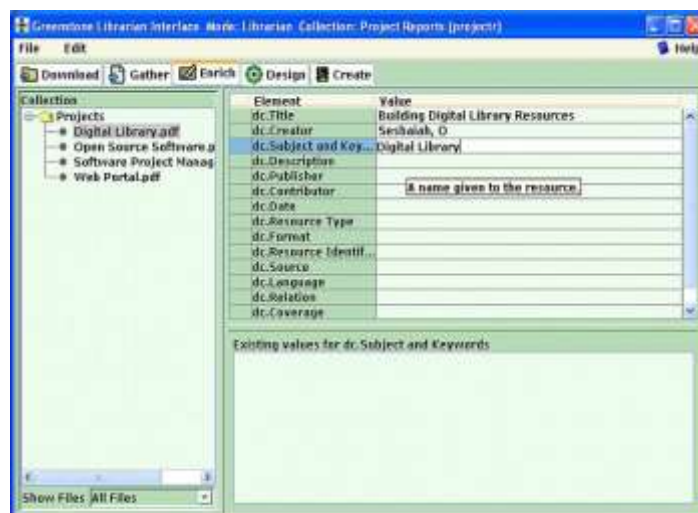 Greenstone Librarian Interface Mode: Librarian Collection: Project Reports (projectr)
File Edit
Help
Download Gather Enrich Design Create
Collection
Projects
Digital Library.pdf
Open Source Software.p
Software Project Manag
Web Portal.pdf
Element Value
dc.Title Building Digital Library Resources
dc.Creator Seshaiah, O
dc.Subject and Key... Digital Library
dc.Description
dc.Publisher
dc.Contributor
A name given to the resource.
dc.Date
dc.Resource Type
dc.Format
dc.Resource Identif...
dc.Source
dc.Language
dc.Relation
dc.Coverage
Existing values for dc.Subject and Keywords
Show Files All Files